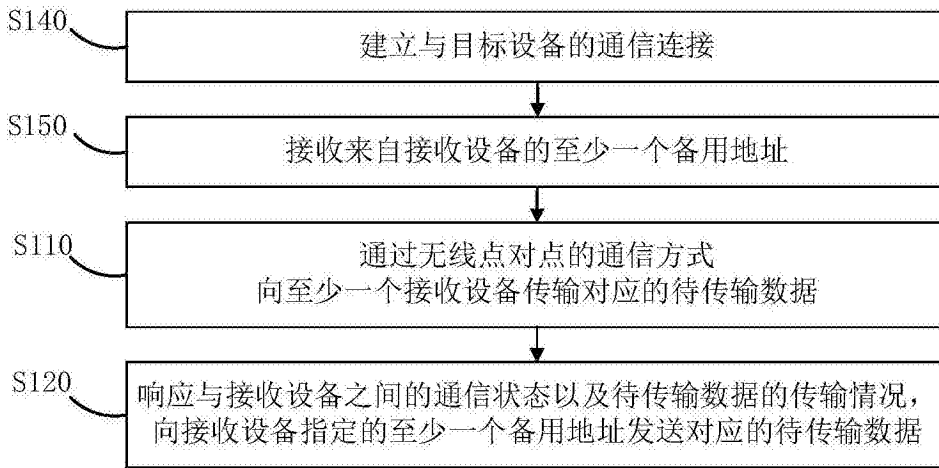 S140
建立与目标设备的通信连接
S150
接收来自接收设备的至少一个备用地址
S110
通过无线点对点的通信方式
向至少一个接收设备传输对应的待传输数据
S120
响应与接收设备之间的通信状态以及待传输数据的传输情况，
向接收设备指定的至少一个备用地址发送对应的待传输数据